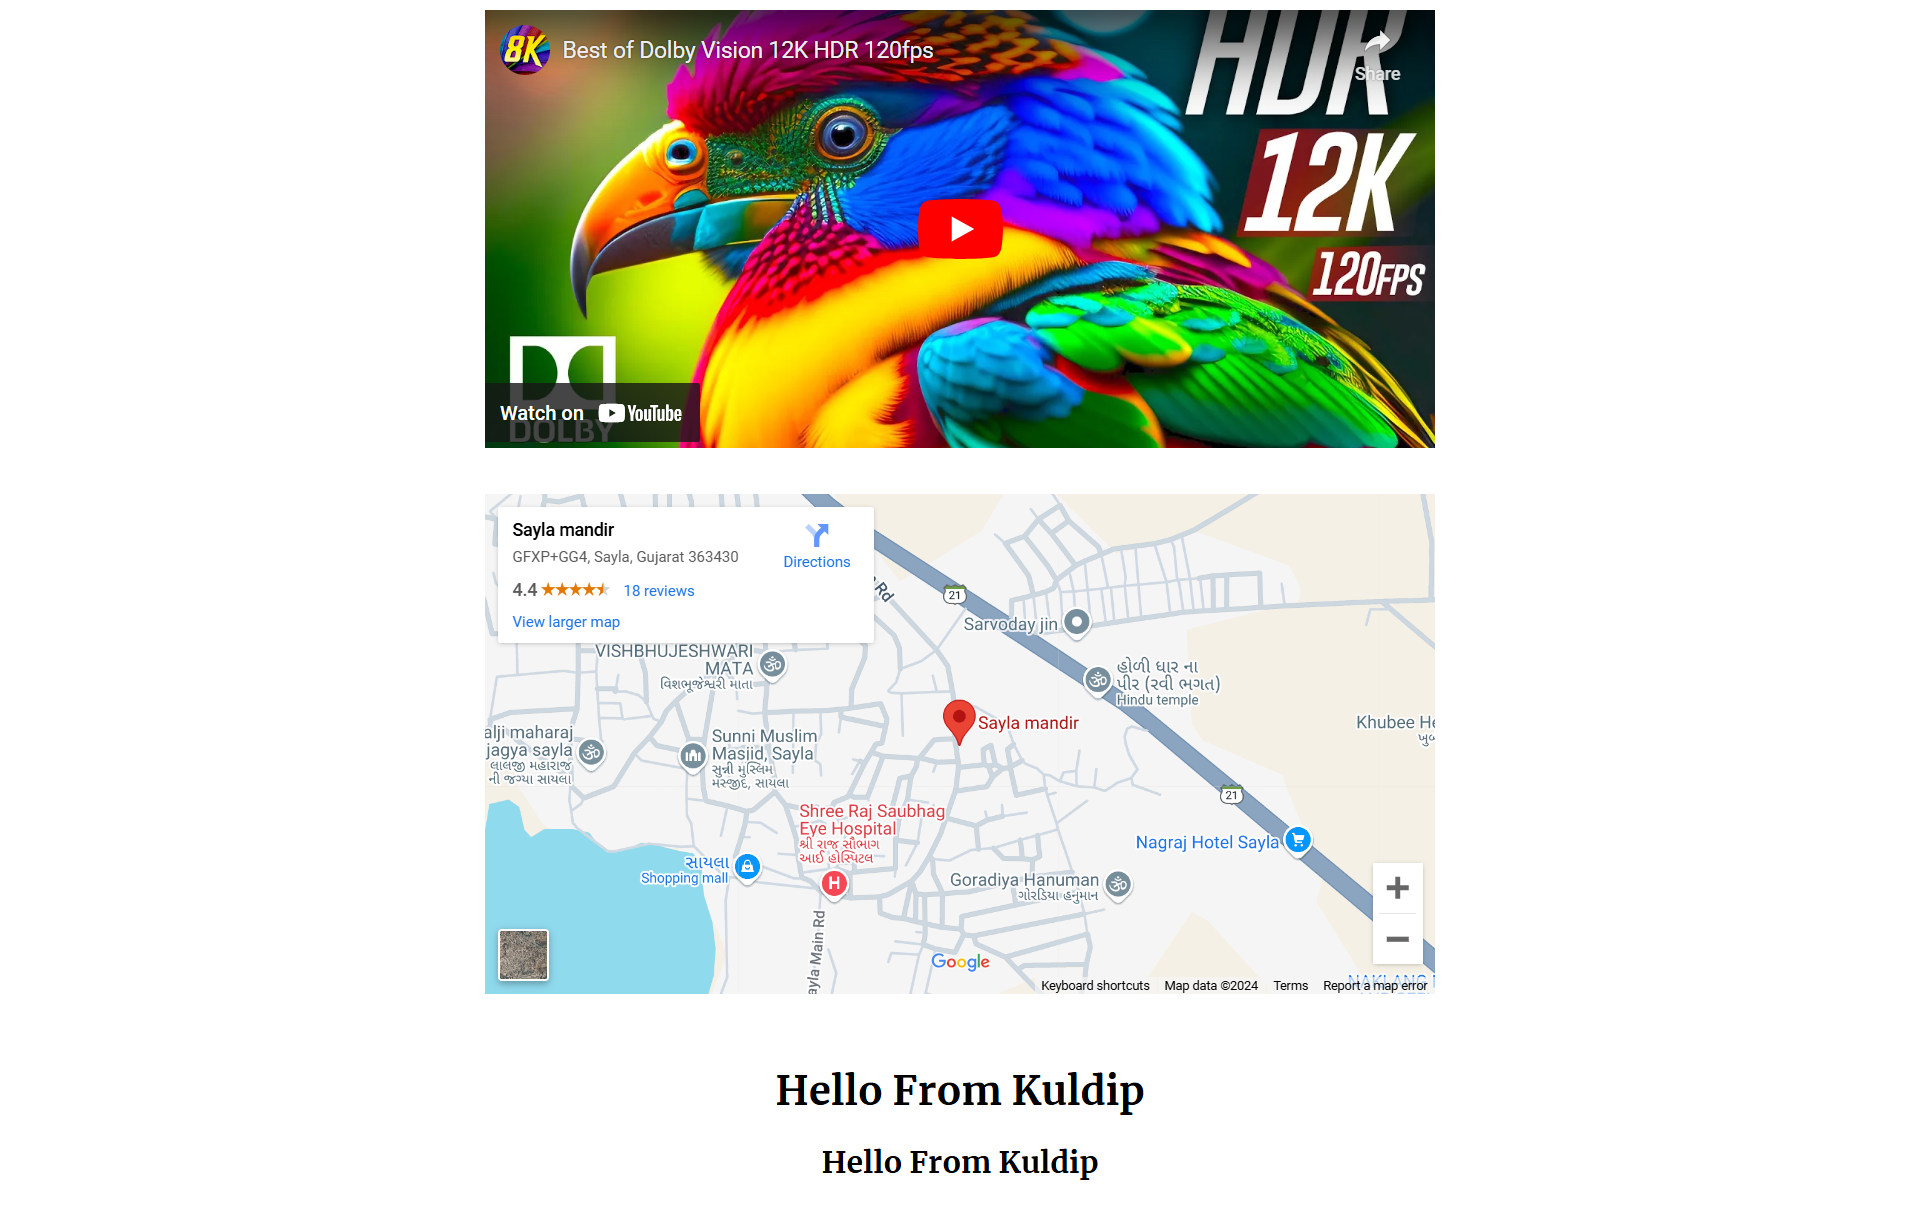 8K
Best of Dolby Vision 12K HDR 120fps
Share
HDR
12K
120FPS
Watch on YouTube
DOLBY
Sayla mandir
GFXP+GG4, Sayla, Gujarat 363430
Directions
4.4
18 reviews
View larger map
Rd
21
Sarvoday jin
VISHBHUJESHWARI
MATA
વિશભૂજેશ્વરી માતા
હોળી ધાર ના
પીર (રવી ભગત)
Hindu temple
Sayla mandir
Khubee He
ખુબ
alji maharaj
jagya sayla
લાલજી મહારાજ
ની જગ્યા સાયલા
Sunni Muslim
Masjid, Sayla
સુન્ની મુસ્લિમ
મસ્જીદ, સાયલા
21
Shree Raj Saubhag
Eye Hospital
શ્રી રાજ સૌભાગ
આઈ હોસ્પિટલ
H
Nagraj Hotel Sayla
સાયલા
Shopping mall
Goradiya Hanuman
ગોરડિયા હનુમાન
ayla Main Rd
Google
NAKLANG
Keyboard shortcuts
Map data ©2024
Terms
Report a map error
Hello From Kuldip
Hello From Kuldip